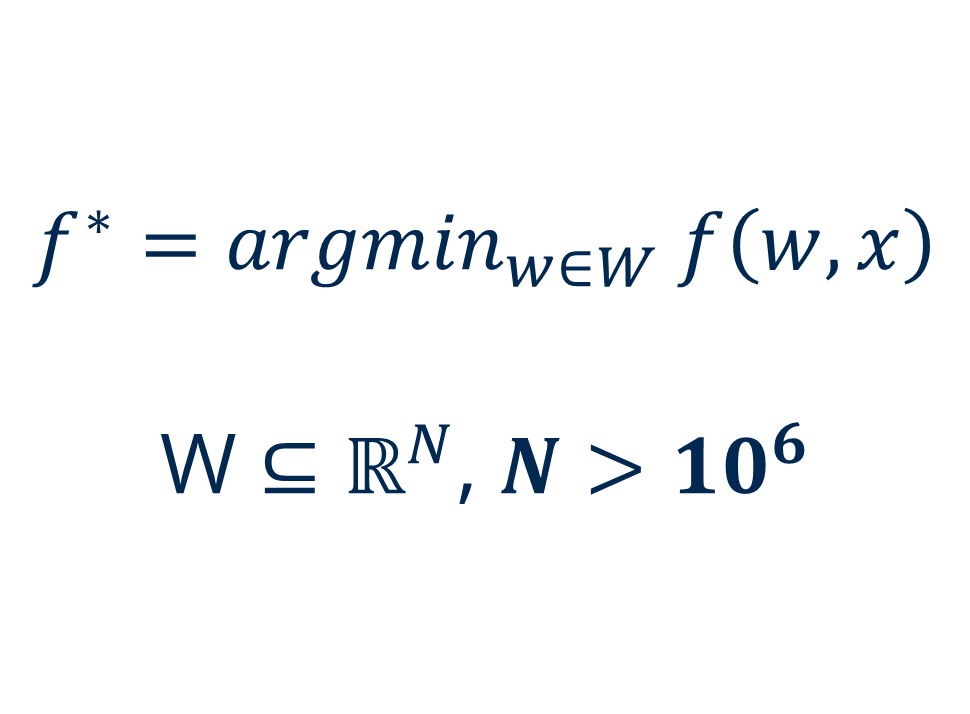 f* = argmin_{w∈W} f(w, x)
W ⊆ ℝ^N, N > 10^6